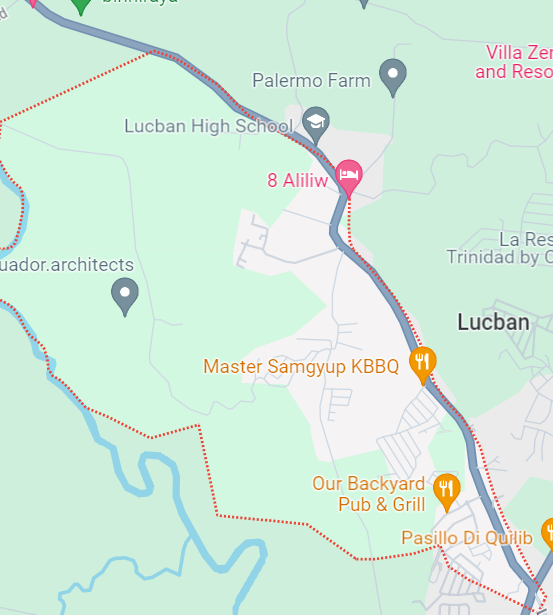 Palermo Farm
Villa
and Reso
Lucban High School
8 Aliliw
La Res
Trinidad by
uador.architects
Lucban
Master Samgyup KBBQ
Our Backyard
Pub & Grill
Pasillo Di Quilib